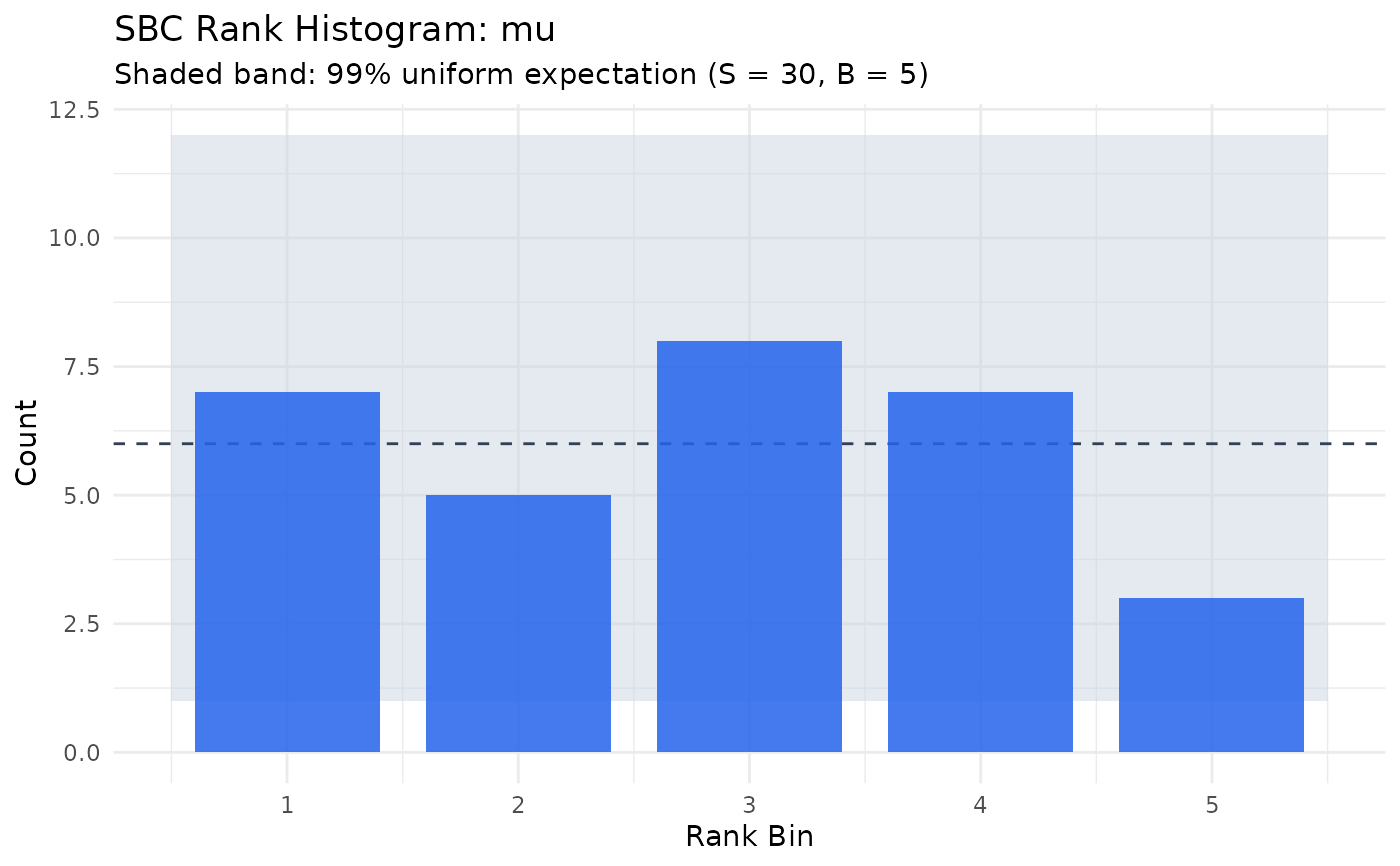 SBC Rank Histogram: mu
Shaded band: 99% uniform expectation (S = 30, B = 5)
12.5
10.0
7.5
5.0
2.5
0.0
Count
1 2 3 4 5
Rank Bin